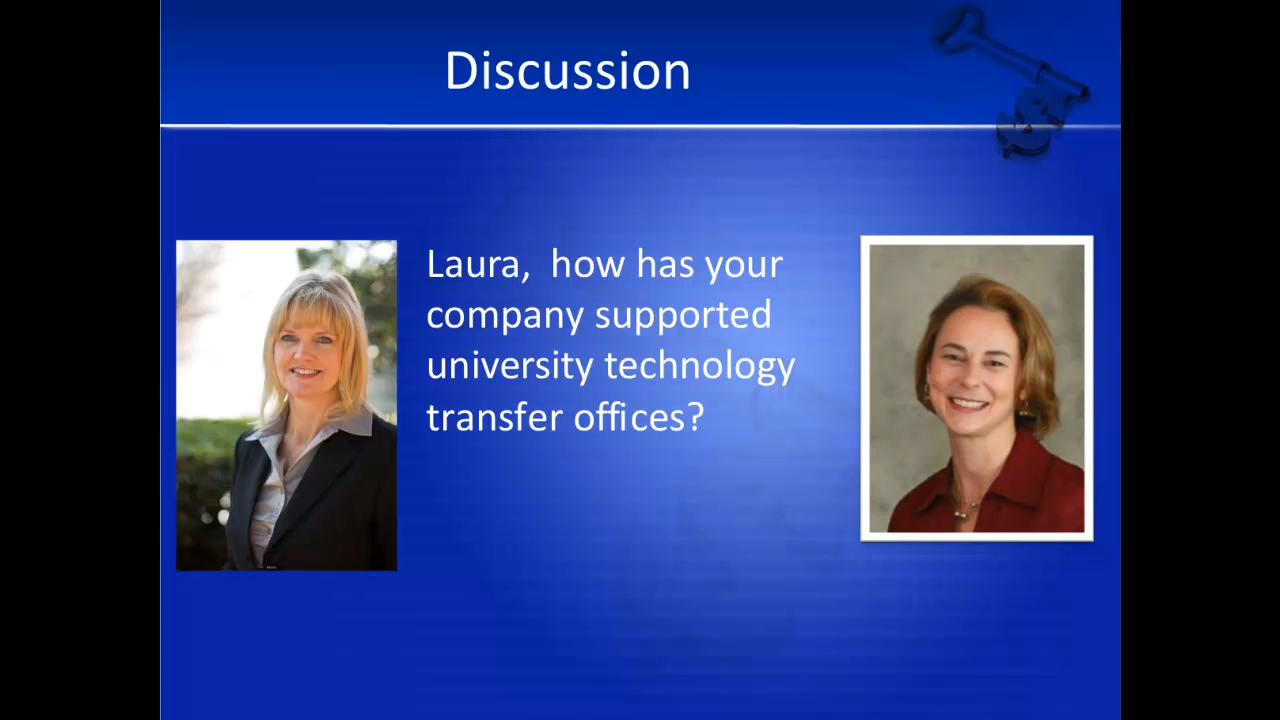 Discussion
Laura,  how has your
company supported
university technology
transfer offices?